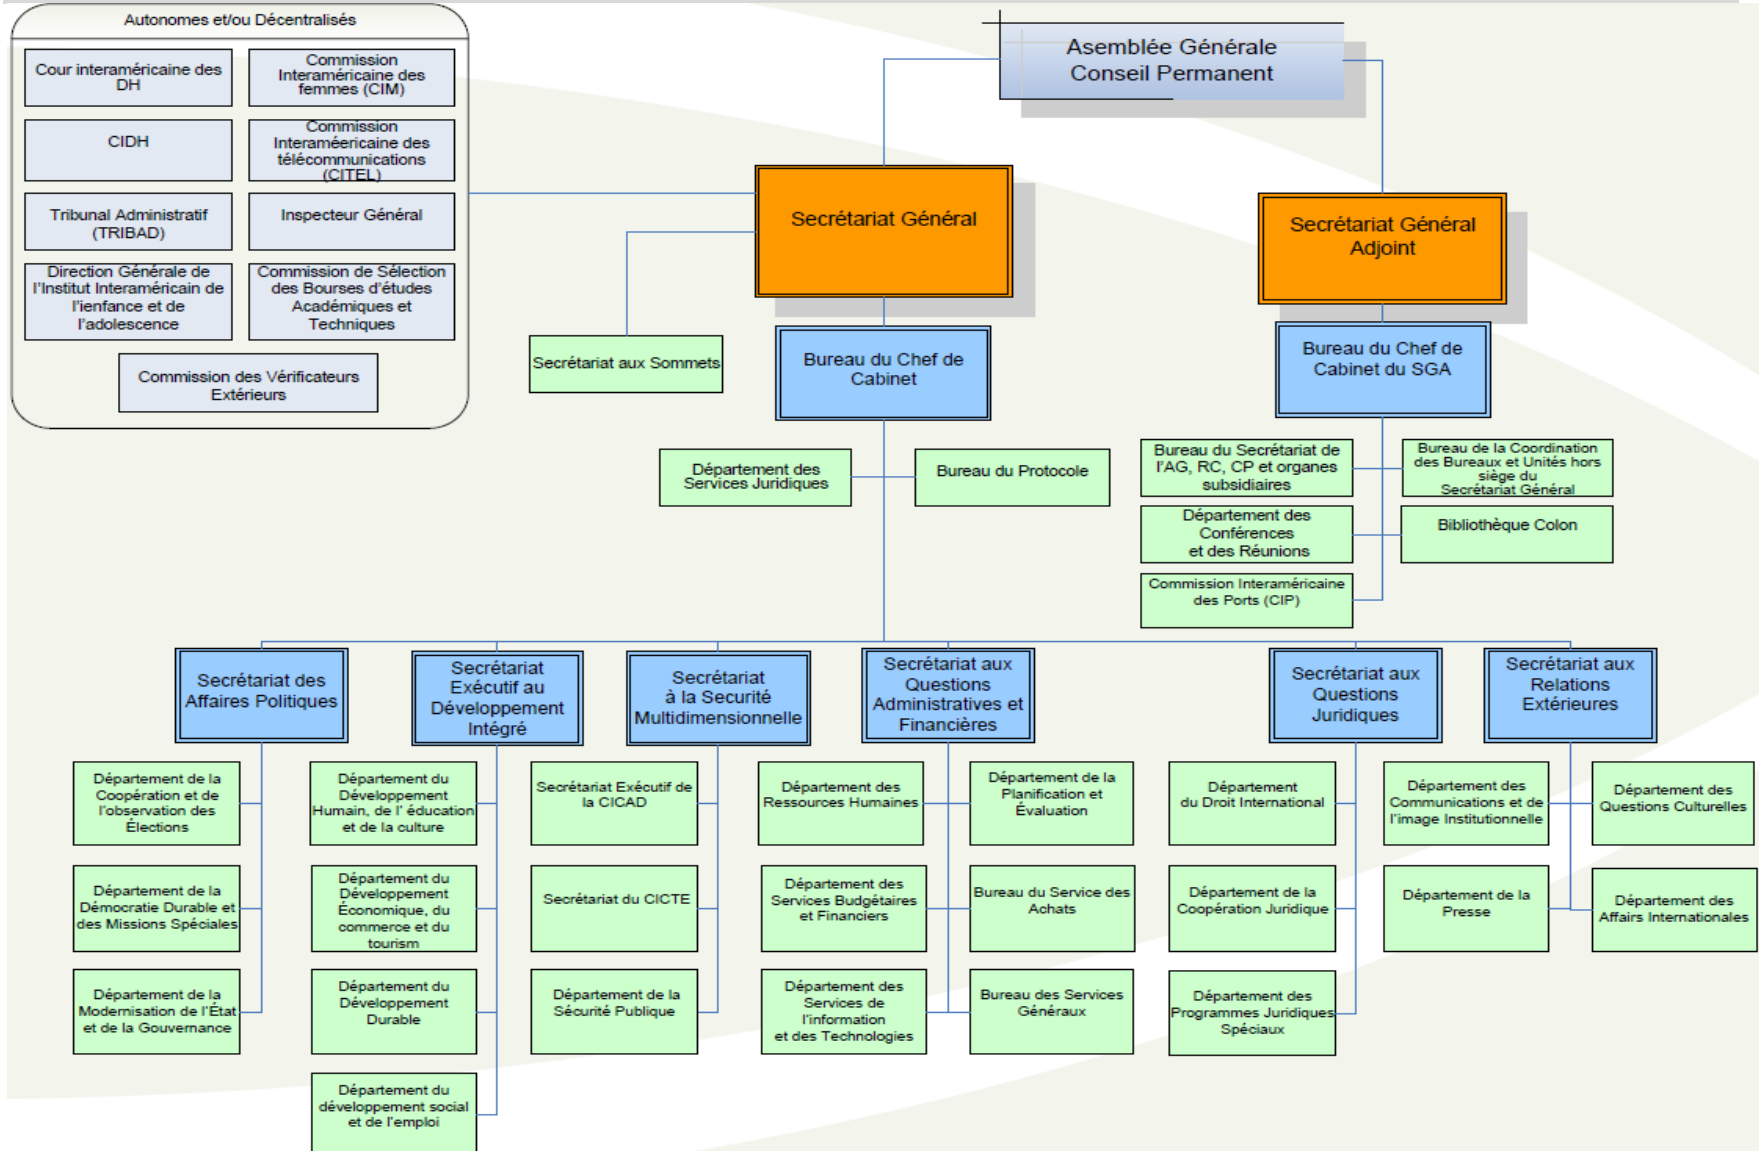 Autonomes et/ou Décentralisés
Cour interaméricaine des
DH
Commission
Interaméricaine des
femmes (CIM)
CIDH
Commission
Interaméericaine des
télécommunications
(CITEL)
Tribunal Administratif
(TRIBAD)
Inspecteur Général
Direction Générale de
l'Institut Interaméricain de
l'ienfance et de
l'adolescence
Commission de Sélection
des Bourses d'études
Académiques et
Techniques
Commission des Vérificateurs
Extérieurs
Asemblée Générale
Conseil Permanent
Secrétariat Général
Secrétariat Général
Adjoint
Secrétariat aux Sommets
Bureau du Chef de
Cabinet
Bureau du Chef de
Cabinet du SGA
Département des
Services Juridiques
Bureau du Protocole
Bureau du Secrétariat de
l'AG, RC, CP et organes
subsidiaires
Bureau de la Coordination
des Bureaux et Unités hors
siège du
Secrétariat Général
Département des
Conférences
et des Réunions
Bibliothèque Colon
Commission Interaméricaine
des Ports (CIP)
Secrétariat des
Affaires Politiques
Secrétariat
Exécutif au
Développement
Intégré
Secrétariat
à la Securité
Multidimensionnelle
Secrétariat aux
Questions
Administratives et
Financières
Secrétariat aux
Questions
Juridiques
Secrétariat aux
Relations
Extérieures
Département de la
Coopération et de
l'observation des
Élections
Département du
Développement
Humain, de l' éducation
et de la culture
Secrétariat Exécutif de
la CICAD
Département des
Ressources Humaines
Département de la
Planification et
Évaluation
Département
du Droit International
Département des
Communications et de
l'image Institutionnelle
Département des
Questions Culturelles
Département de la
Démocratie Durable et
des Missions Spéciales
Département du
Développement
Économique, du
commerce et du
tourism
Secrétariat du CICTE
Département des
Services Budgétaires
et Financiers
Bureau du Service des
Achats
Département de la
Coopération Juridique
Département de la
Presse
Département des
Affairs Internationales
Département de la
Modernisation de l'État
et de la Gouvernance
Département du
Développement
Durable
Département de la
Sécurité Publique
Département des
Services de
l'information
et des Technologies
Bureau des Services
Généraux
Département des
Programmes Juridiques
Spéciaux
Département du
développement social
et de l'emploi